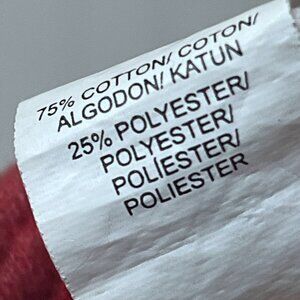 75% COTTON/ COTON/
ALGODON/ KATUN
25% POLYESTER/
POLYESTER/
POLIESTER/
POLIESTER